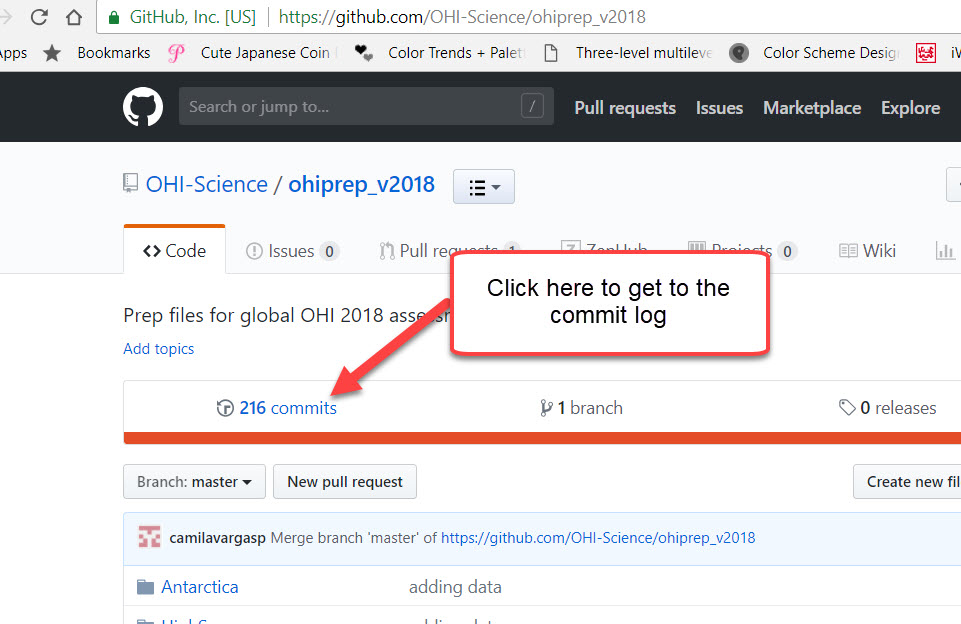 GitHub, Inc. [US] https://github.com/OHI-Science/ohiprep_v2018
Apps Bookmarks Cute Japanese Coin Color Trends + Palett Three-level multileve Color Scheme Desig
Search or jump to... / Pull requests Issues Marketplace Explore
OHI-Science / ohiprep_v2018
Code Issues 0 Pull requests 1 ZenHub Projects 0 Wiki
Click here to get to the
commit log
Prep files for global OHI 2018
Add topics
216 commits 1 branch 0 releases
Branch: master New pull request Create new fil
camilavargasp Merge branch 'master' of https://github.com/OHI-Science/ohiprep_v2018
Antarctica adding data